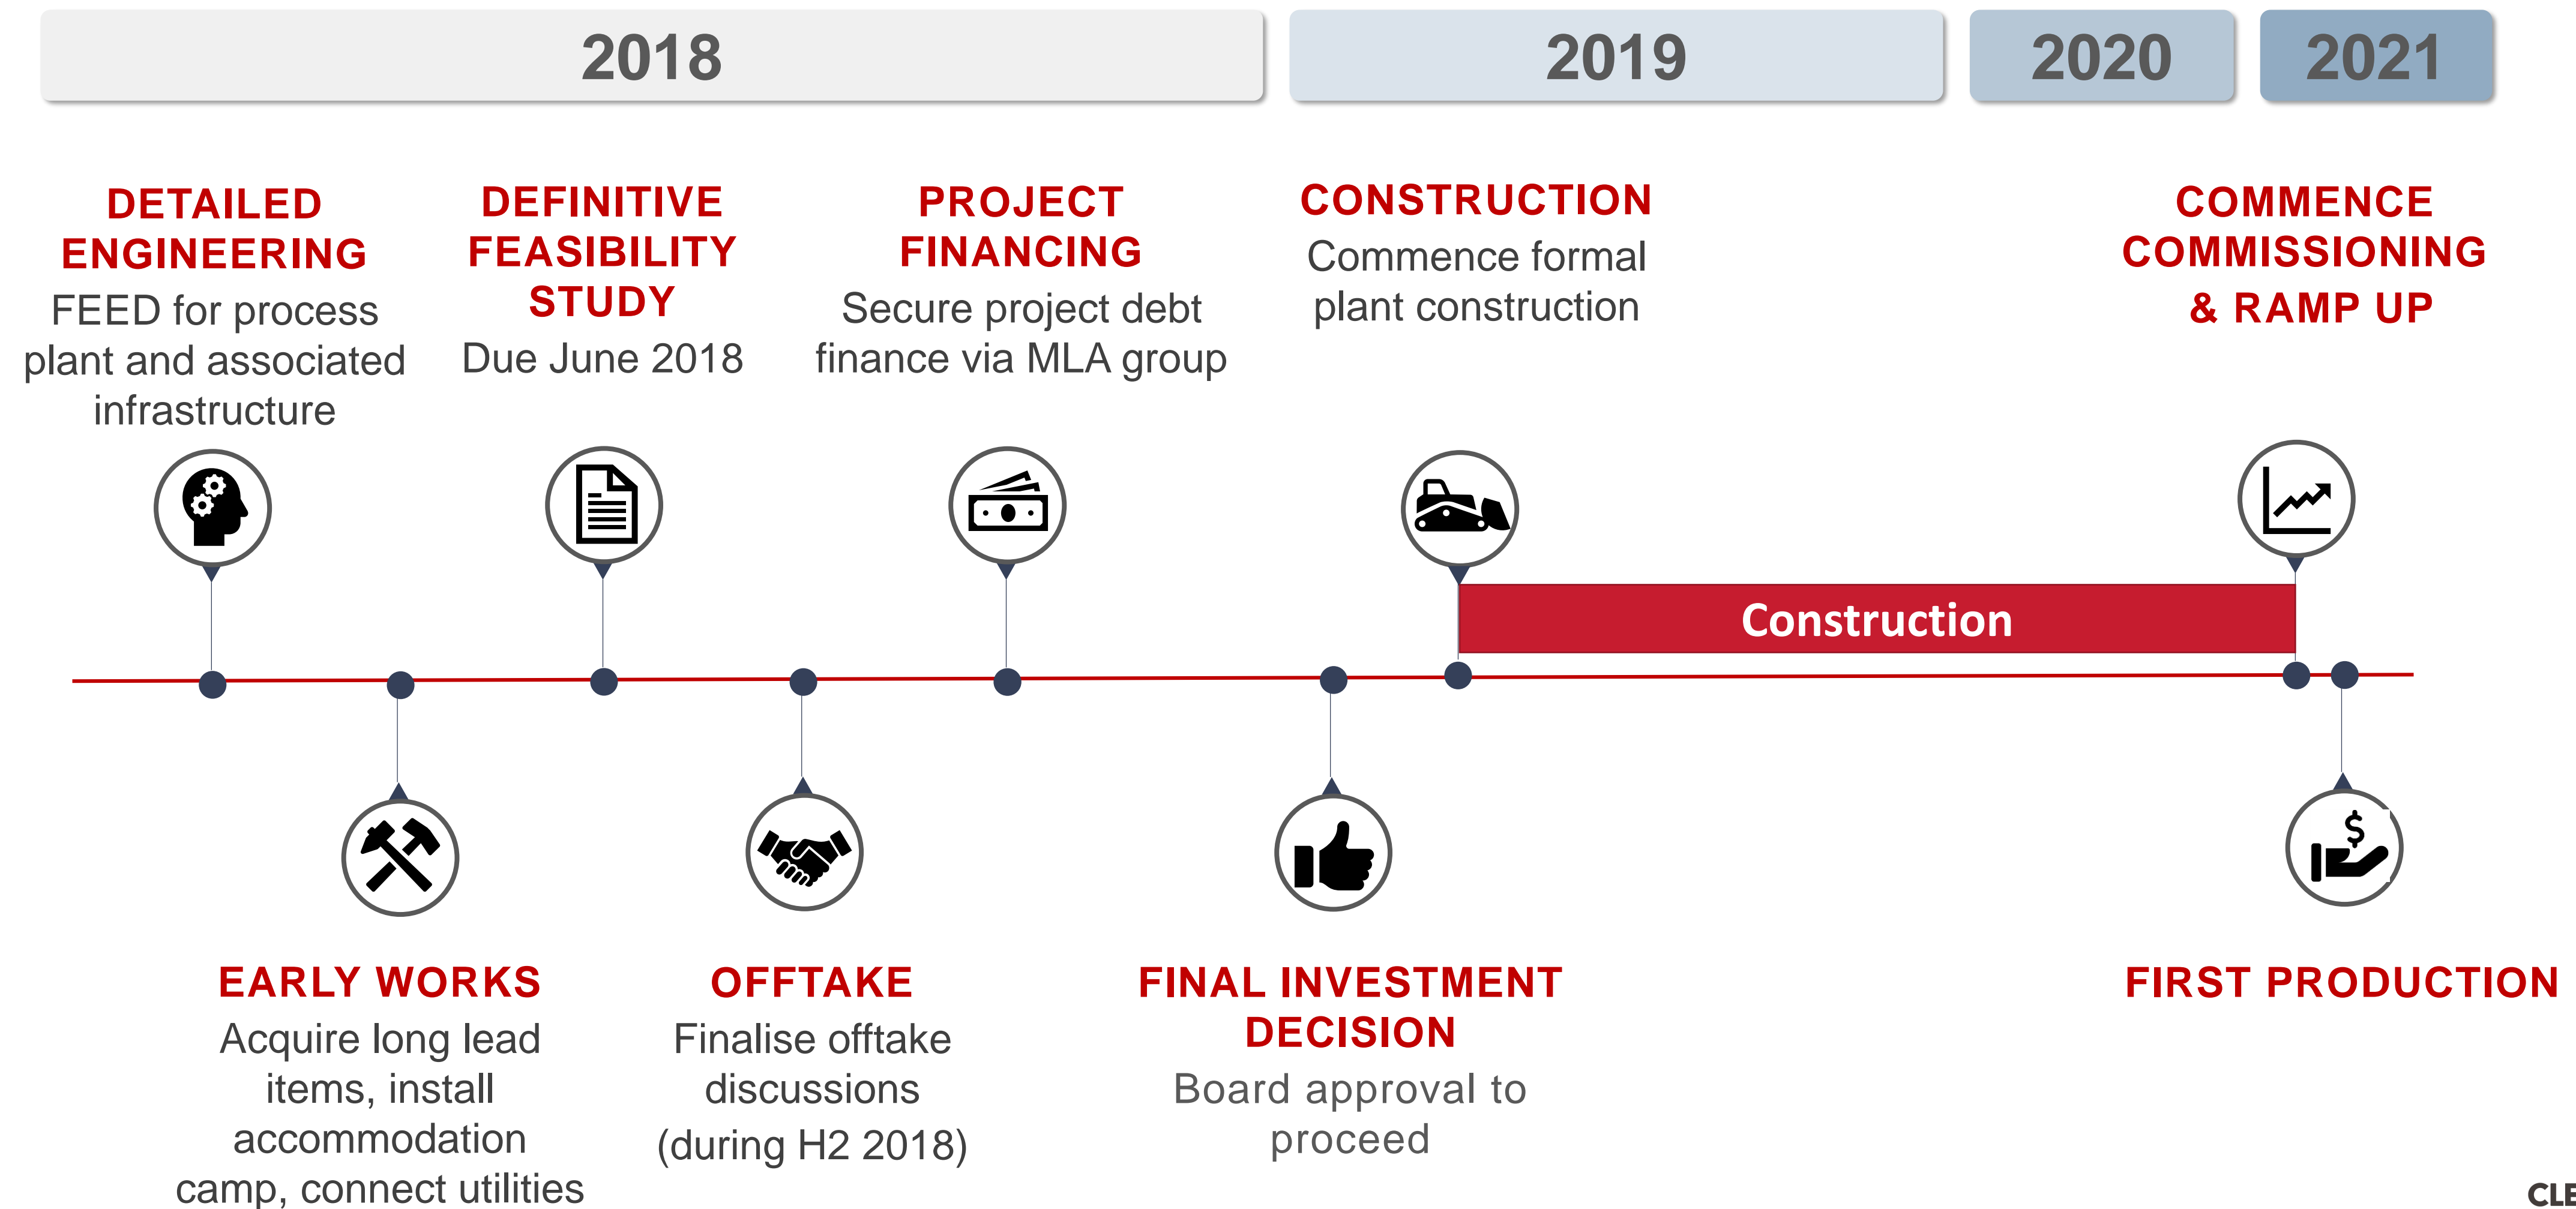 2018
2019
2020
2021
DETAILED
ENGINEERING
FEED for process
plant and associated
infrastructure
DEFINITIVE
FEASIBILITY
STUDY
Due June 2018
PROJECT
FINANCING
Secure project debt
finance via MLA group
CONSTRUCTION
Commence formal
plant construction
COMMENCE
COMMISSIONING
& RAMP UP
Construction
$
EARLY WORKS
Acquire long lead
items, install
accommodation
camp, connect utilities
OFFTAKE
Finalise offtake
discussions
(during H2 2018)
FINAL INVESTMENT
DECISION
Board approval to
proceed
FIRST PRODUCTION
CLE